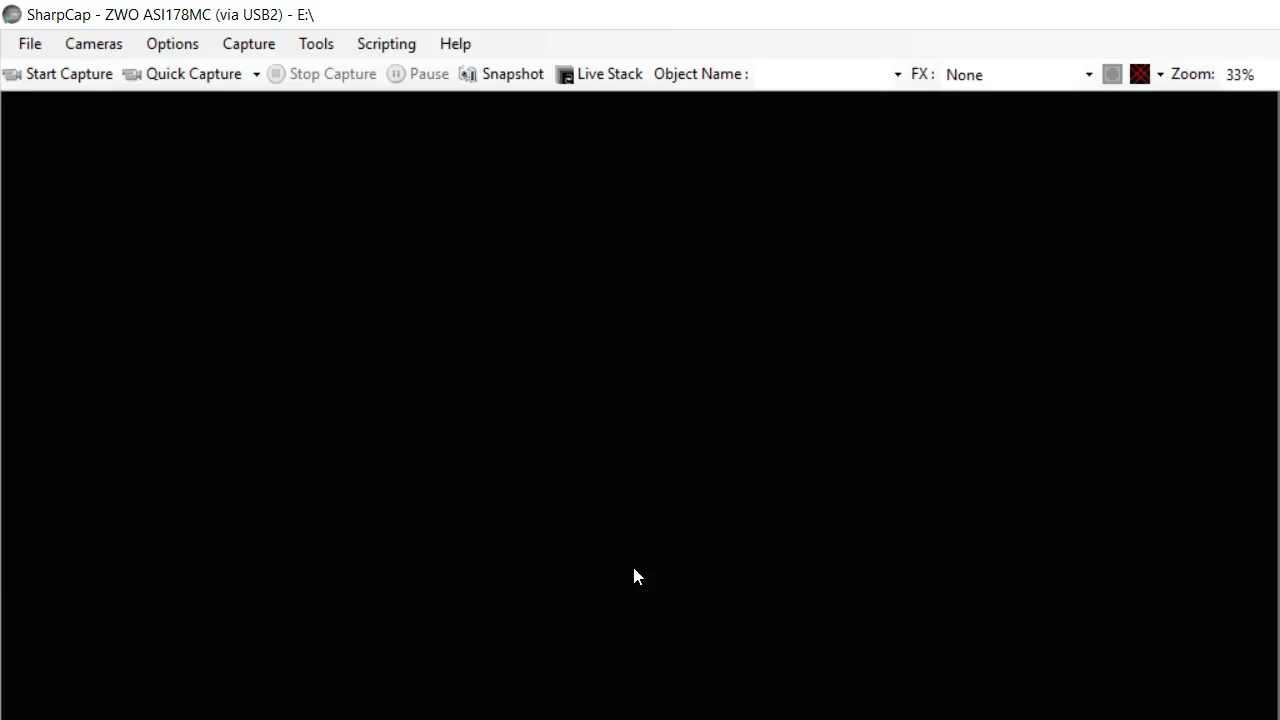 SharpCap - ZWO ASI178MC (via USB2) - E:\
File Cameras Options Capture Tools Scripting Help
Start Capture Quick Capture Stop Capture Pause Snapshot Live Stack Object Name : FX : None Zoom: 33%